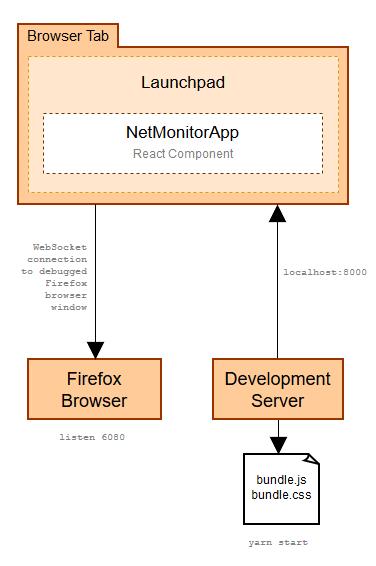 Browser Tab
Launchpad
NetMonitorApp
React Component
WebSocket
connection
to debugged
Firefox
browser
window
localhost:8000
Firefox
Browser
listen 6080
Development
Server
bundle.js
bundle.css
yarn start